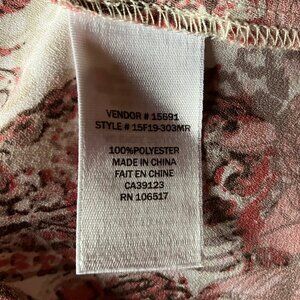 VENDOR # 15591
STYLE # 15F19-303MR
100%POLYESTER
MADE IN CHINA
FAIT EN CHINE
CA39123
RN 106517